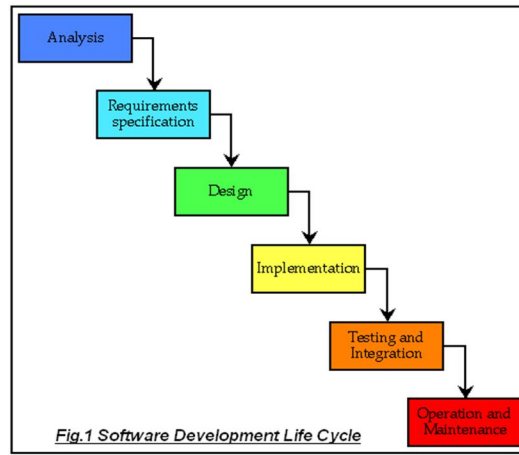 Analysis
Requirements
specification
Design
Implementation
Testing and
Integration
Operation and
Maintenance
Fig.1 Software Development Life Cycle